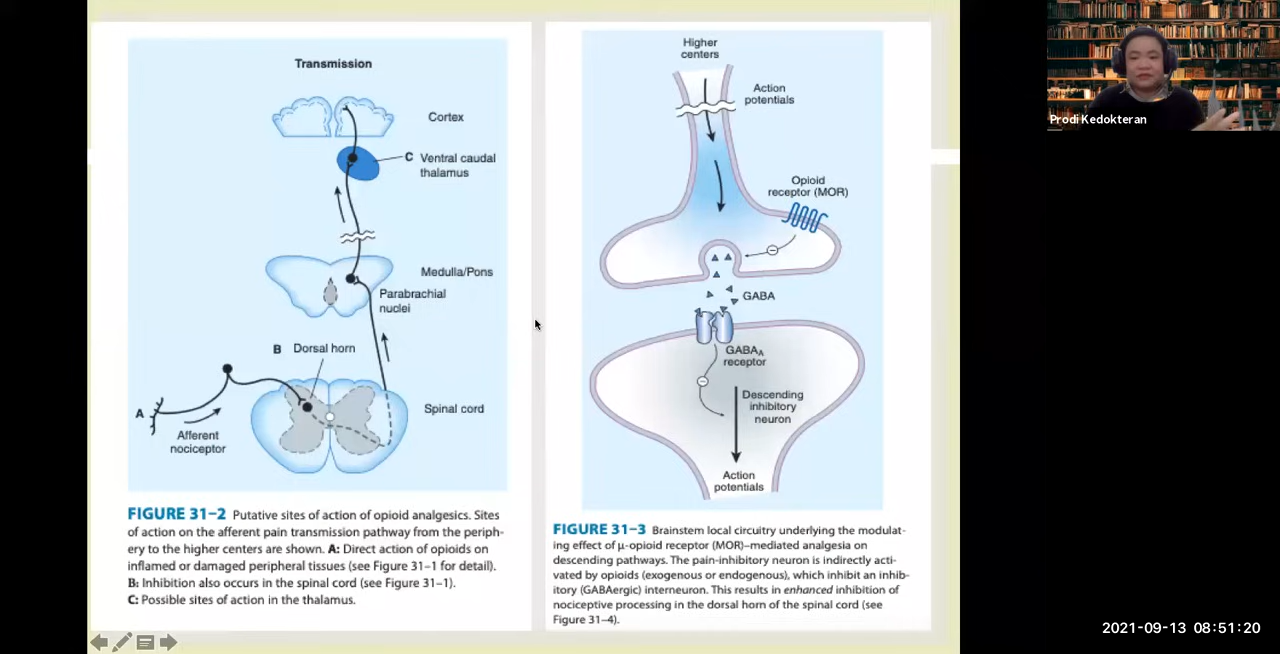 Transmission
Cortex
C Ventral caudal
thalamus
Medulla/Pons
Parabrachial
nuclei
B Dorsal horn
A
Spinal cord
Afferent
nociceptor
FIGURE 31–2 Putative sites of action of opioid analgesics. Sites
of action on the afferent pain transmission pathway from the periph-
ery to the higher centers are shown. A: Direct action of opioids on
inflamed or damaged peripheral tissues (see Figure 31–1 for detail).
B: Inhibition also occurs in the spinal cord (see Figure 31–1).
C: Possible sites of action in the thalamus.
Higher
centers
Action
potentials
Opioid
receptor (MOR)
GABA
GABAA
receptor
Descending
inhibitory
neuron
Action
potentials
FIGURE 31–3 Brainstem local circuitry underlying the modulat-
ing effect of μ-opioid receptor (MOR)–mediated analgesia on
descending pathways. The pain-inhibitory neuron is indirectly acti-
vated by opioids (exogenous or endogenous), which inhibit an inhib-
itory (GABAergic) interneuron. This results in enhanced inhibition of
nociceptive processing in the dorsal horn of the spinal cord (see
Figure 31–4).
Prodi Kedokteran
2021-09-13 08:51:20